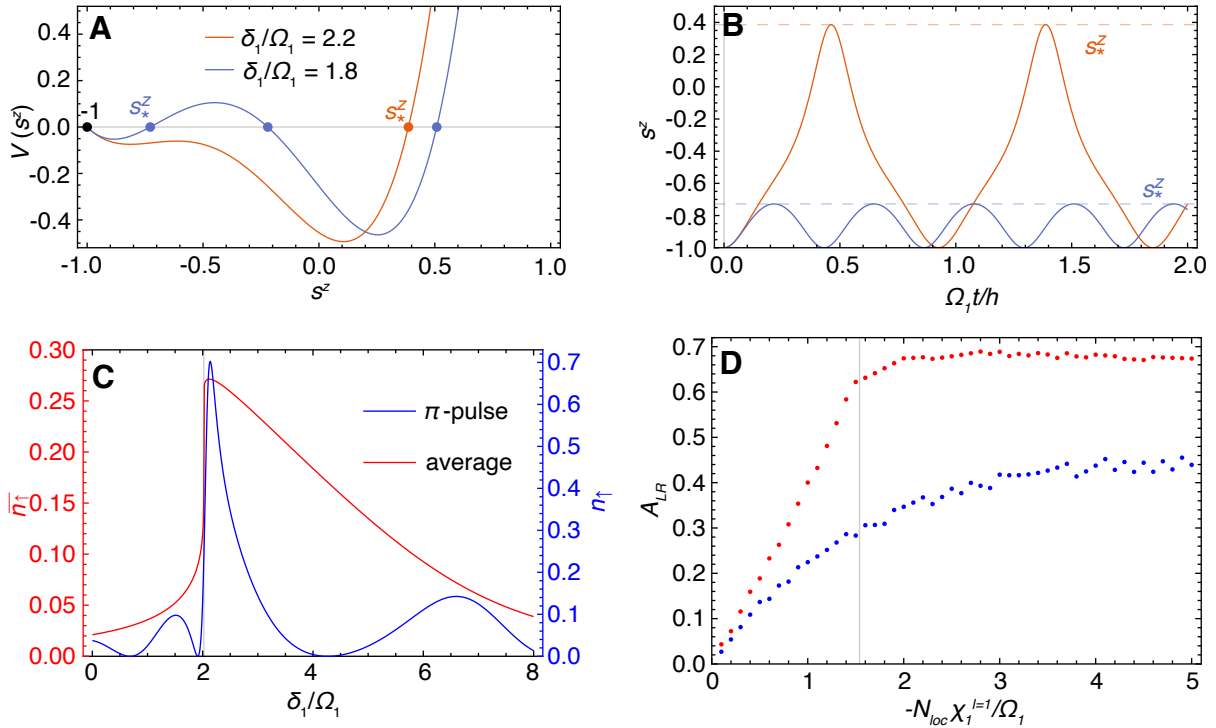 A
δ₁/Ω₁ = 2.2
δ₁/Ω₁ = 1.8
-1
s*ᶻ
s*ᶻ
V (sᶻ)
0.4
0.2
0.0
-0.2
-0.4
-1.0 -0.5 0.0 0.5 1.0
sᶻ
B
s*ᶻ
s*ᶻ
sᶻ
0.4
0.2
-0.0
-0.2
-0.4
-0.6
-0.8
-1.0
0.0 0.5 1.0 1.5 2.0
Ω₁t/h
C
π-pulse
average
n̅↑
0.30
0.25
0.20
0.15
0.10
0.05
0.00
0.7
0.6
0.5
0.4
0.3
0.2
0.1
0.0
n↑
0 2 4 6 8
δ₁/Ω₁
D
A_LR
0.7
0.6
0.5
0.4
0.3
0.2
0.1
0.0
0 1 2 3 4 5
-N_loc χ₁^l=1/Ω₁